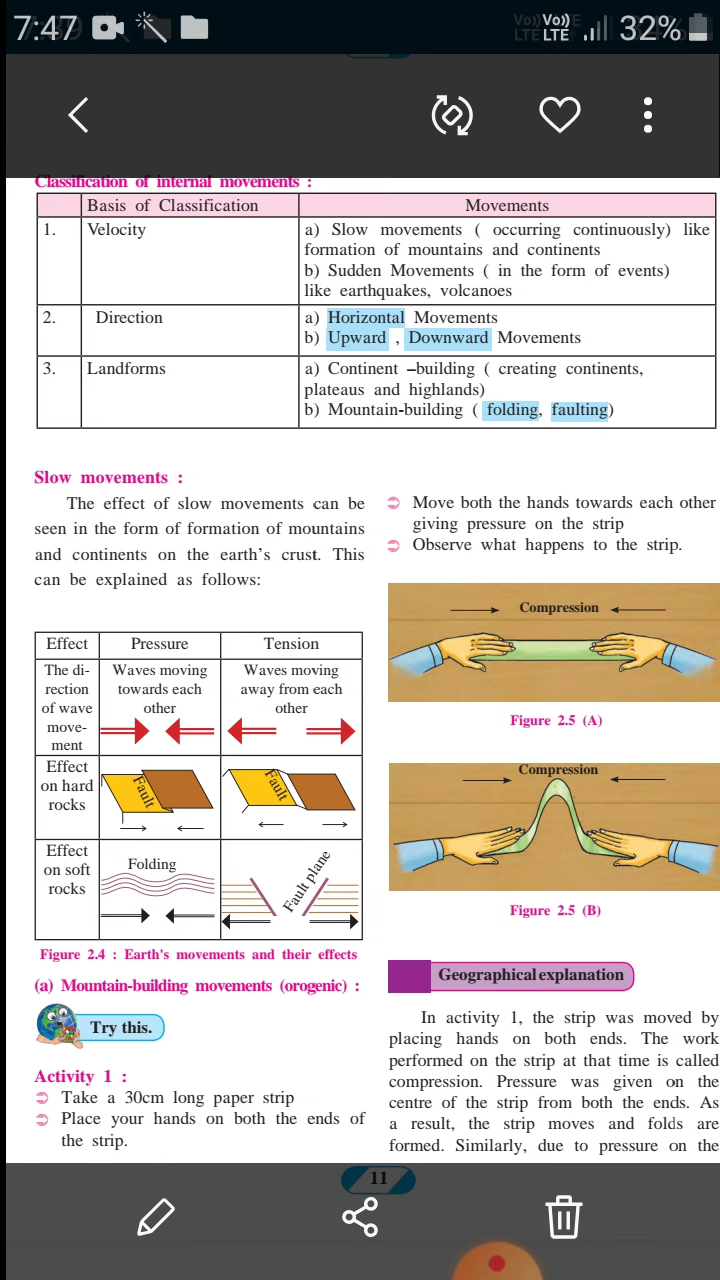 7:47
Vo)) LTE
32%
Classification of internal movements :
Basis of Classification Movements
1. Velocity a) Slow movements ( occurring continuously) like
formation of mountains and continents
b) Sudden Movements ( in the form of events)
like earthquakes, volcanoes
2. Direction a) Horizontal Movements
b) Upward , Downward Movements
3. Landforms a) Continent –building ( creating continents,
plateaus and highlands)
b) Mountain-building ( folding, faulting)
Slow movements :
The effect of slow movements can be
seen in the form of formation of mountains
and continents on the earth's crust. This
can be explained as follows:
Effect Pressure Tension
The di-
rection
of wave
move-
ment
Waves moving
towards each
other
Waves moving
away from each
other
Effect
on hard
rocks
Fault
Fault
Effect
on soft
rocks
Folding
Fault plane
Figure 2.4 : Earth's movements and their effects
(a) Mountain-building movements (orogenic) :
Try this.
Activity 1 :
Take a 30cm long paper strip
Place your hands on both the ends of
the strip.
Move both the hands towards each other
giving pressure on the strip
Observe what happens to the strip.
Compression
Figure 2.5 (A)
Compression
Figure 2.5 (B)
Geographical explanation
In activity 1, the strip was moved by
placing hands on both ends. The work
performed on the strip at that time is called
compression. Pressure was given on the
centre of the strip from both the ends. As
a result, the strip moves and folds are
formed. Similarly, due to pressure on the
11